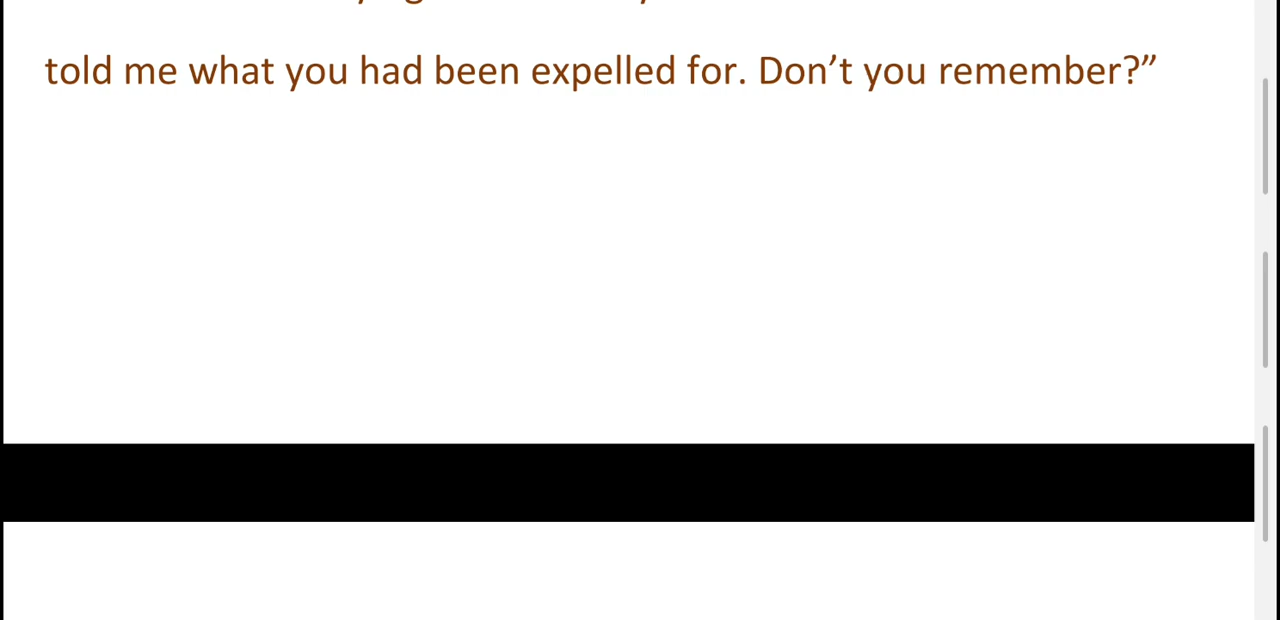 told me what you had been expelled for. Don’t you remember?”